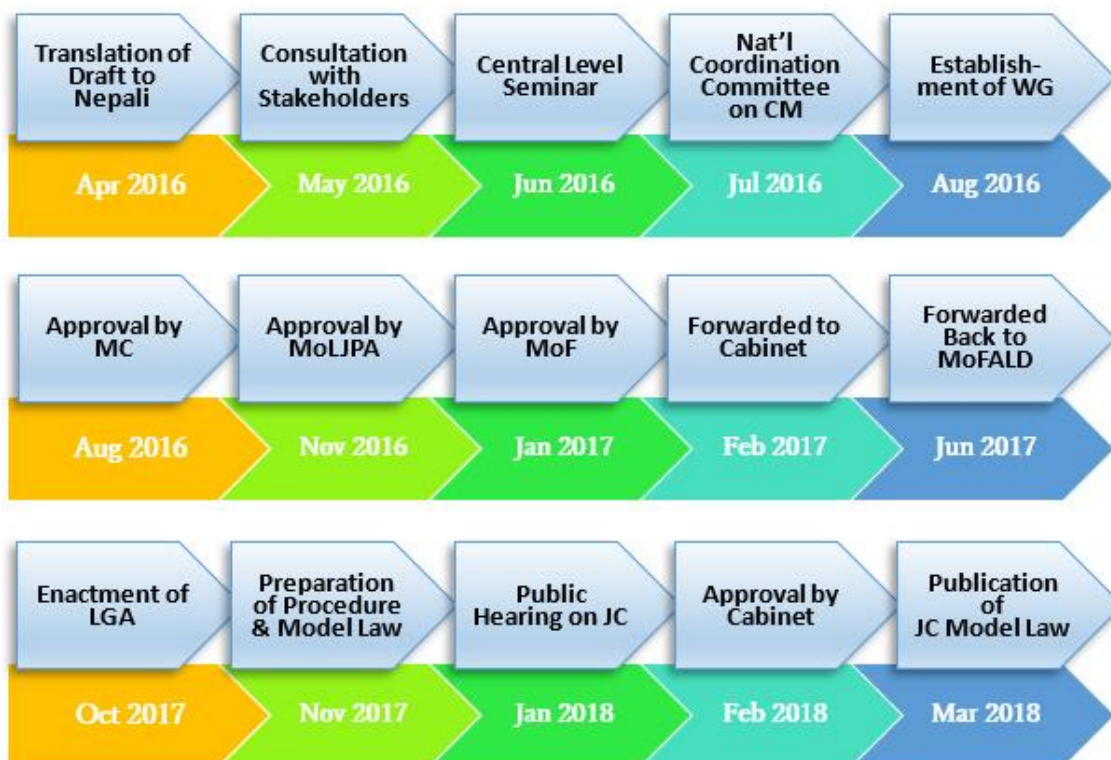 Translation of
Draft to
Nepali
Consultation
with
Stakeholders
Central Level
Seminar
Nat'l
Coordination
Committee
on CM
Establish-
ment of WG
Apr 2016
May 2016
Jun 2016
Jul 2016
Aug 2016
Approval by
MC
Approval by
MoLJPA
Approval by
MoF
Forwarded to
Cabinet
Forwarded
Back to
MoFALD
Aug 2016
Nov 2016
Jan 2017
Feb 2017
Jun 2017
Enactment of
LGA
Preparation
of Procedure
& Model Law
Public
Hearing on JC
Approval by
Cabinet
Publication
of
JC Model Law
Oct 2017
Nov 2017
Jan 2018
Feb 2018
Mar 2018